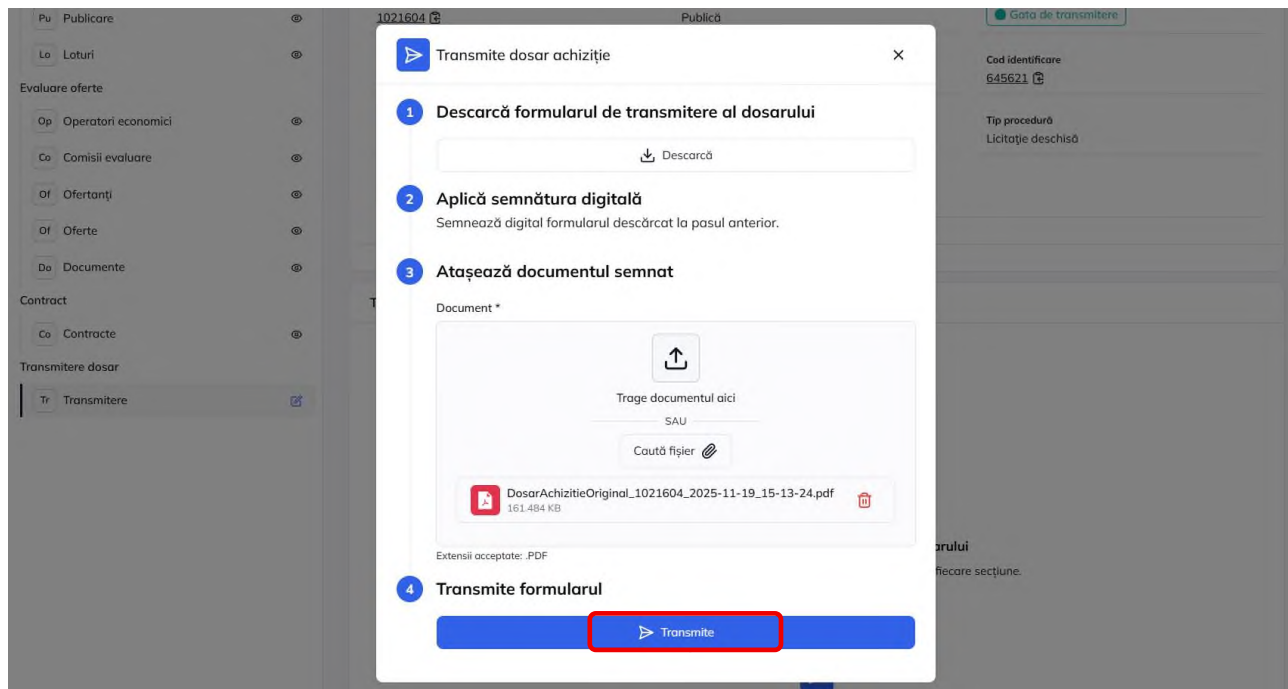 Pu Publicare
Lo Loturi
Evaluare oferte
Op Operatori economici
Co Comisii evaluare
Of Ofertanți
Of Oferte
Do Documente
Contract
Co Contracte
Transmitere dosar
Tr Transmitere
1021604
Publică
Gata de transmitere
Cod identificare
645621
Tip procedură
Licitație deschisă
T
Transmite dosar achiziție
1 Descarcă formularul de transmitere al dosarului
Descarcă
2 Aplică semnătura digitală
Semnează digital formularul descărcat la pasul anterior.
3 Atașează documentul semnat
Document *
Trage documentul aici
SAU
Caută fișier
DosarAchizitieOriginal_1021604_2025-11-19_15-13-24.pdf
161.484 KB
Extensii acceptate: .PDF
4 Transmite formularul
Transmite
arului
fiecare secțiune.